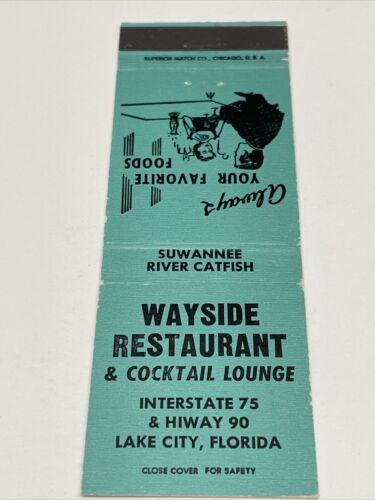 SUPERIOR MATCH CO., CHICAGO, U. S. A.
Always
YOUR FAVORITE
FOODS
SUWANNEE
RIVER CATFISH
WAYSIDE
RESTAURANT
& COCKTAIL LOUNGE
INTERSTATE 75
& HIWAY 90
LAKE CITY, FLORIDA
CLOSE COVER FOR SAFETY